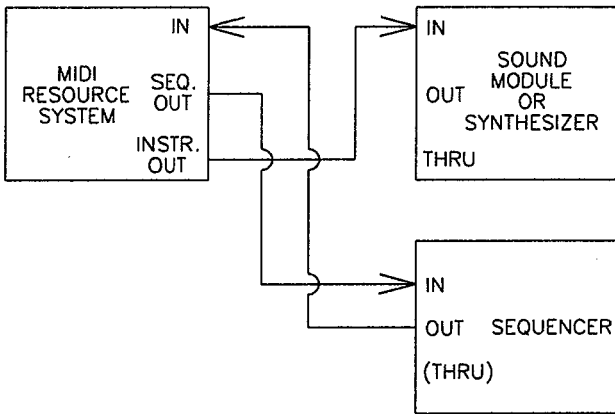 IN
MIDI
RESOURCE
SYSTEM
SEQ.
OUT
INSTR.
OUT
IN
SOUND
MODULE
OR
SYNTHESIZER
OUT
THRU
IN
OUT SEQUENCER
(THRU)